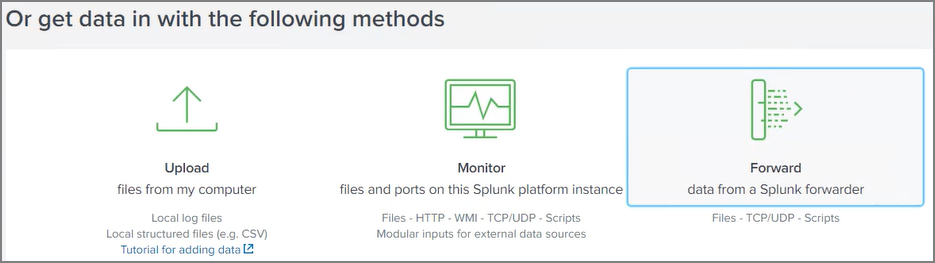 Or get data in with the following methods
Upload
files from my computer
Local log files
Local structured files (e.g. CSV)
Tutorial for adding data
Monitor
files and ports on this Splunk platform instance
Files - HTTP - WMI - TCP/UDP - Scripts
Modular inputs for external data sources
Forward
data from a Splunk forwarder
Files - TCP/UDP - Scripts